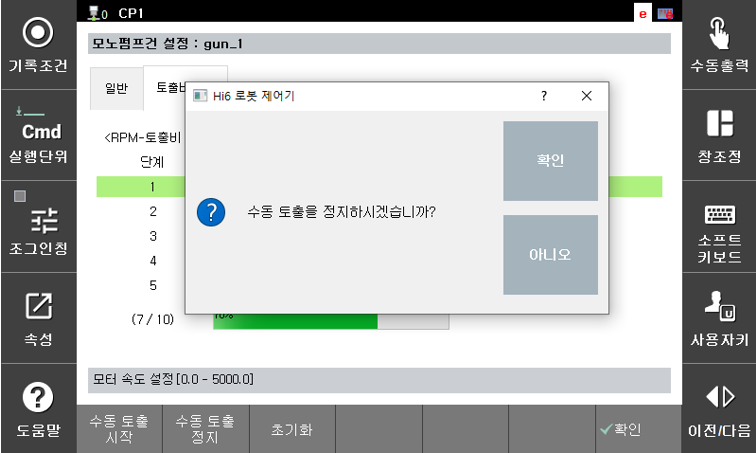 0 CP1
e
기록조건
Cmd
실행단위
조그인칭
속성
도움말
모노펌프건 설정 : gun_1
일반
토출비
<RPM-토출비
단계
1
2
3
4
5
(7 / 10)
Hi6 로봇 제어기
?
수동 토출을 정지하시겠습니까?
확인
아니오
모터 속도 설정[0.0 - 5000.0]
수동 토출
시작
수동 토출
정지
초기화
확인
수동출력
창조정
소프트
키보드
사용자키
이전/다음